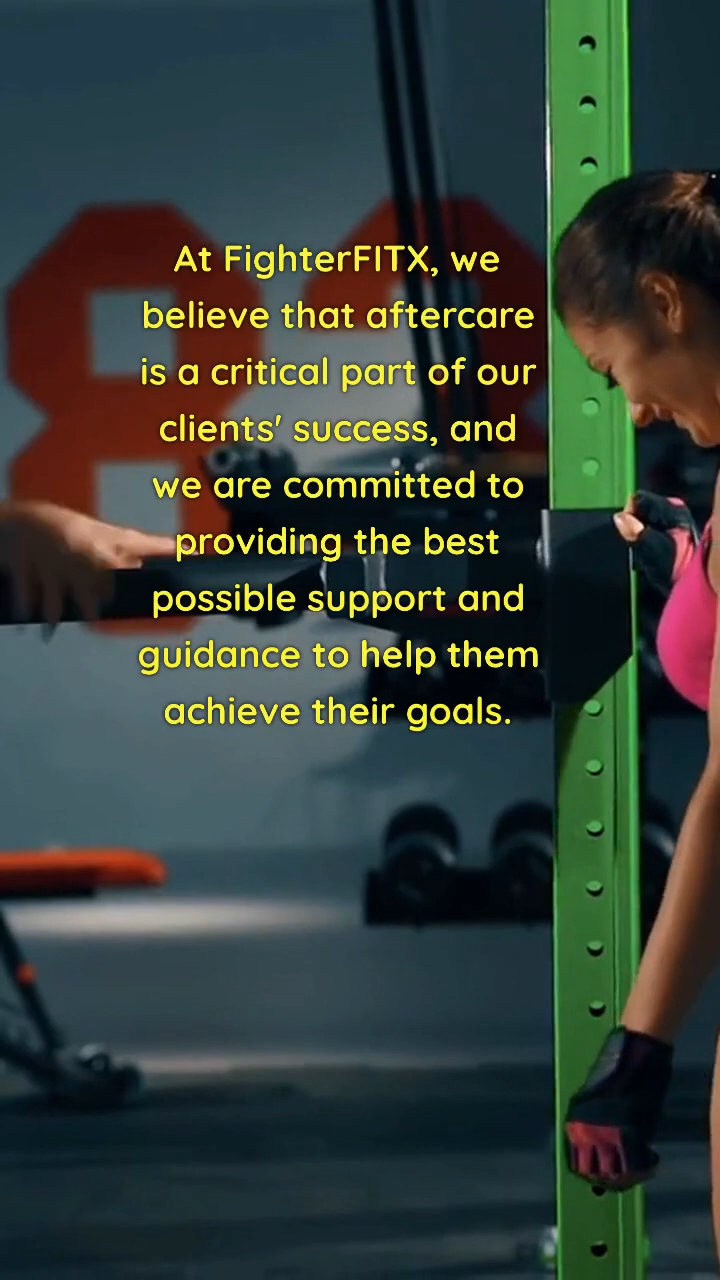 At FighterFITX, we
believe that aftercare
is a critical part of our
clients' success, and
we are committed to
providing the best
possible support and
guidance to help them
achieve their goals.